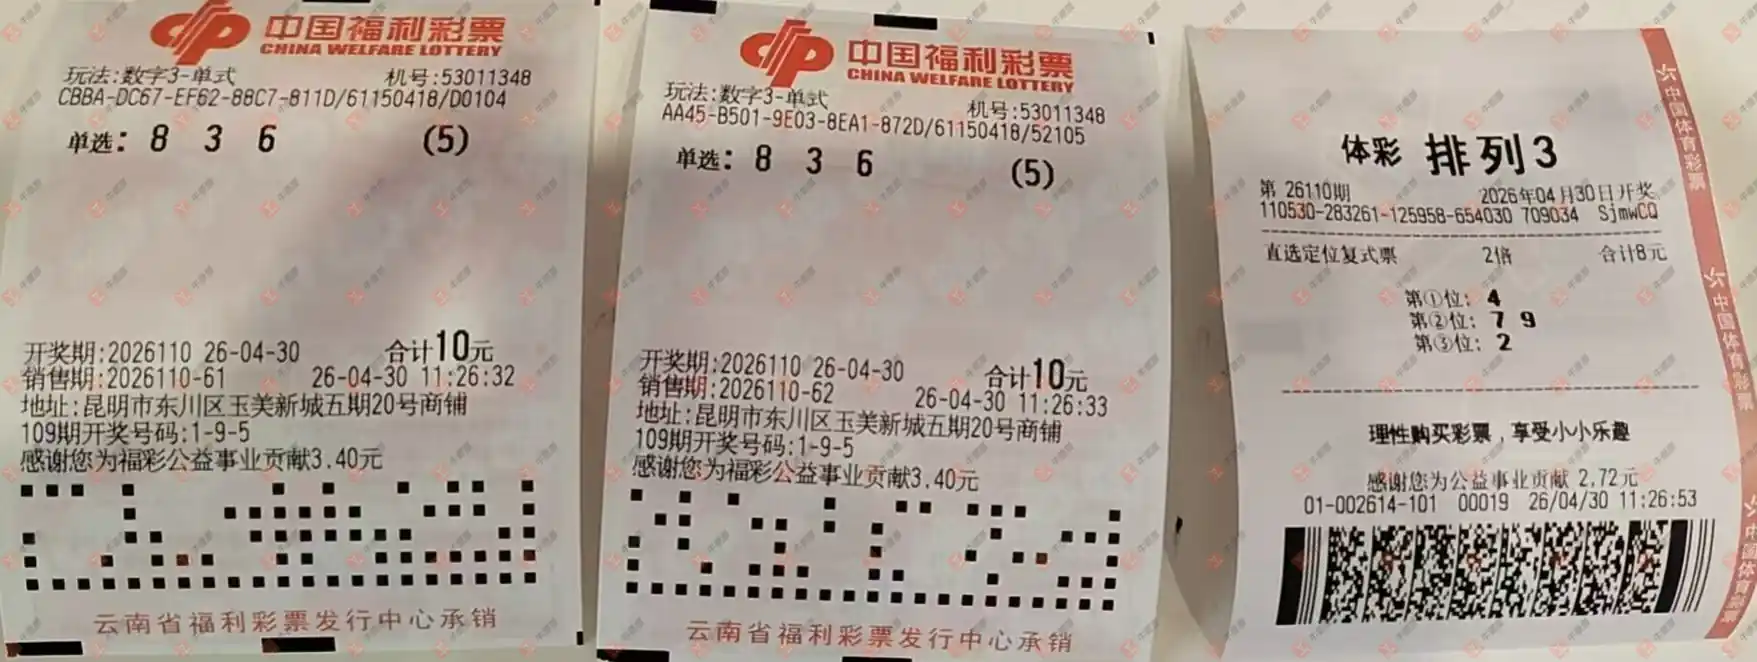 中国福利彩票
CHINA WELFARE LOTTERY
玩法:数字3-单式 机号:53011348
CBBA-DC67-EF62-88C7-811D/61150418/D0104
单选: 8 3 6 (5)
开奖期:2026110 26-04-30 合计10元
销售期:2026110-61 26-04-30 11:26:32
地址:昆明市东川区玉美新城五期20号商铺
109期开奖号码:1-9-5
感谢您为福彩公益事业贡献3.40元
云南省福利彩票发行中心承销
中国福利彩票
CHINA WELFARE LOTTERY
玩法:数字3-单式 机号:53011348
AA45-B501-9E03-8EA1-872D/61150418/52105
单选: 8 3 6 (5)
开奖期:2026110 26-04-30 合计10元
销售期:2026110-62 26-04-30 11:26:33
地址:昆明市东川区玉美新城五期20号商铺
109期开奖号码:1-9-5
感谢您为福彩公益事业贡献3.40元
云南省福利彩票发行中心承销
体彩 排列3
第 26110期 2026年04月30日开奖
110530-283261-125958-654030 709034 SjmwCQ
直选定位复式票 2倍 合计8元
第①位: 4
第②位: 7 9
第③位: 2
理性购买彩票,享受小小乐趣
感谢您为公益事业贡献 2.72元
01-002614-101 00019 26/04/30 11:26:53
中国体育彩票
中国体育彩票
中国体育彩票